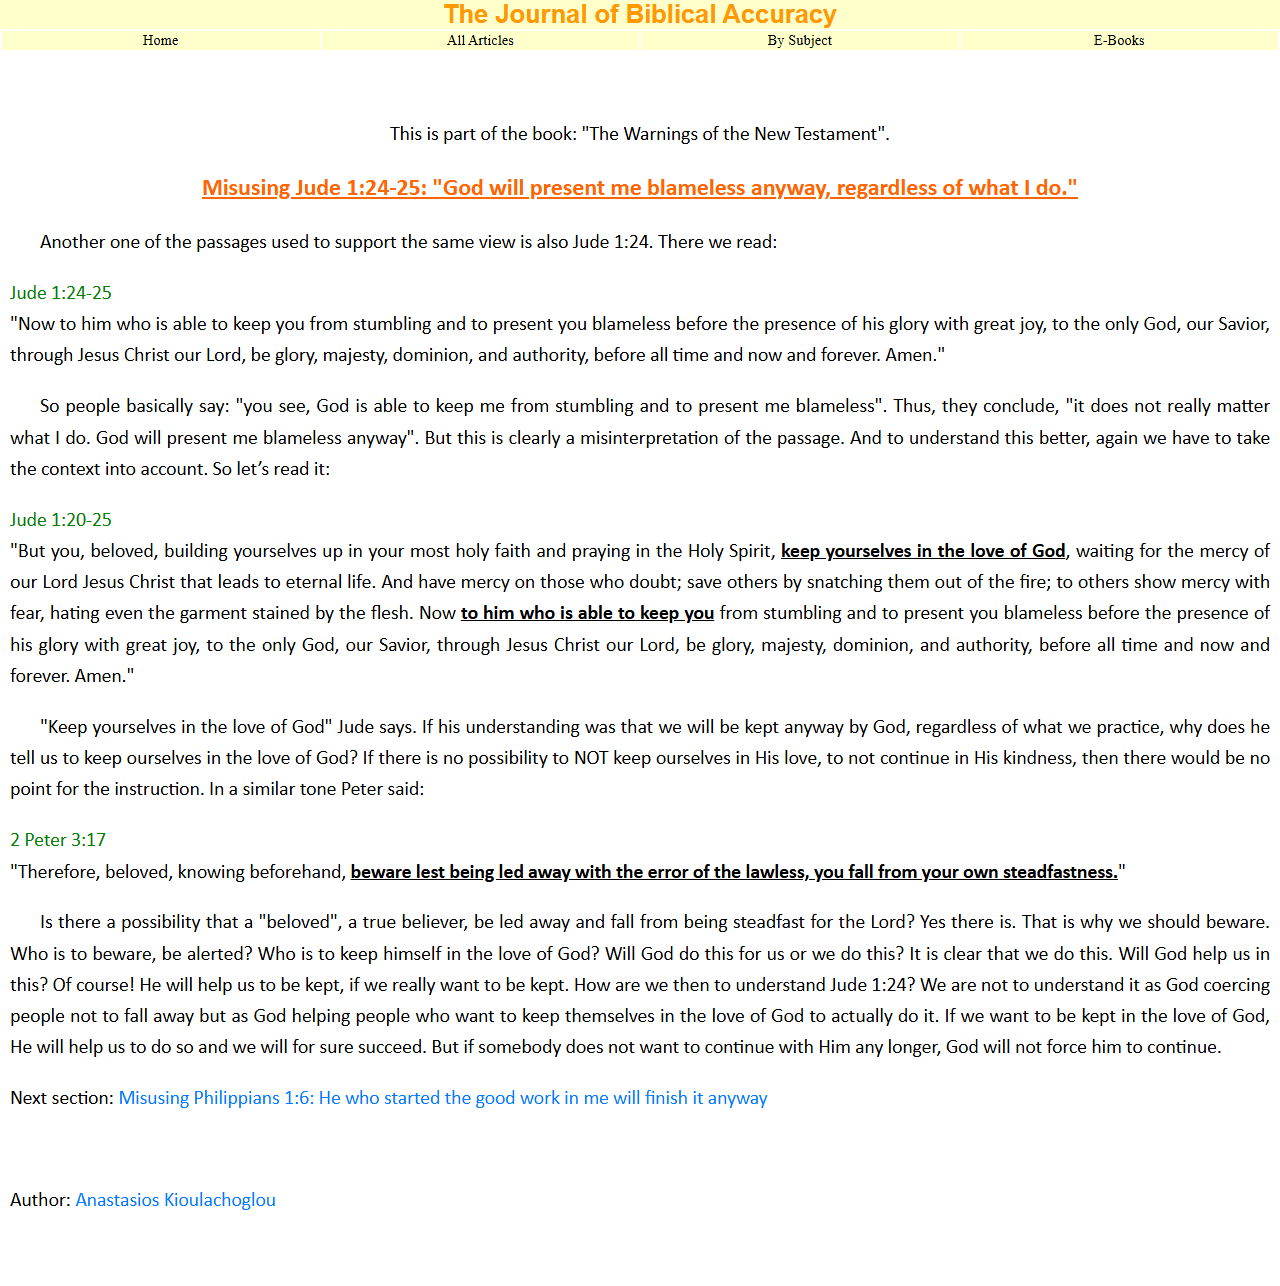 The Journal of Biblical Accuracy
Home
All Articles
By Subject
E-Books
This is part of the book: "The Warnings of the New Testament".
Misusing Jude 1:24-25: "God will present me blameless anyway, regardless of what I do."
Another one of the passages used to support the same view is also Jude 1:24. There we read:
Jude 1:24-25
"Now to him who is able to keep you from stumbling and to present you blameless before the presence of his glory with great joy, to the only God, our Savior,
through Jesus Christ our Lord, be glory, majesty, dominion, and authority, before all time and now and forever. Amen."
So people basically say: "you see, God is able to keep me from stumbling and to present me blameless". Thus, they conclude, "it does not really matter
what I do. God will present me blameless anyway". But this is clearly a misinterpretation of the passage. And to understand this better, again we have to take
the context into account. So let’s read it:
Jude 1:20-25
"But you, beloved, building yourselves up in your most holy faith and praying in the Holy Spirit, keep yourselves in the love of God, waiting for the mercy of
our Lord Jesus Christ that leads to eternal life. And have mercy on those who doubt; save others by snatching them out of the fire; to others show mercy with
fear, hating even the garment stained by the flesh. Now to him who is able to keep you from stumbling and to present you blameless before the presence of
his glory with great joy, to the only God, our Savior, through Jesus Christ our Lord, be glory, majesty, dominion, and authority, before all time and now and
forever. Amen."
"Keep yourselves in the love of God" Jude says. If his understanding was that we will be kept anyway by God, regardless of what we practice, why does he
tell us to keep ourselves in the love of God? If there is no possibility to NOT keep ourselves in His love, to not continue in His kindness, then there would be no
point for the instruction. In a similar tone Peter said:
2 Peter 3:17
"Therefore, beloved, knowing beforehand, beware lest being led away with the error of the lawless, you fall from your own steadfastness."
Is there a possibility that a "beloved", a true believer, be led away and fall from being steadfast for the Lord? Yes there is. That is why we should beware.
Who is to beware, be alerted? Who is to keep himself in the love of God? Will God do this for us or we do this? It is clear that we do this. Will God help us in
this? Of course! He will help us to be kept, if we really want to be kept. How are we then to understand Jude 1:24? We are not to understand it as God coercing
people not to fall away but as God helping people who want to keep themselves in the love of God to actually do it. If we want to be kept in the love of God,
He will help us to do so and we will for sure succeed. But if somebody does not want to continue with Him any longer, God will not force him to continue.
Next section: Misusing Philippians 1:6: He who started the good work in me will finish it anyway
Author: Anastasios Kioulachoglou